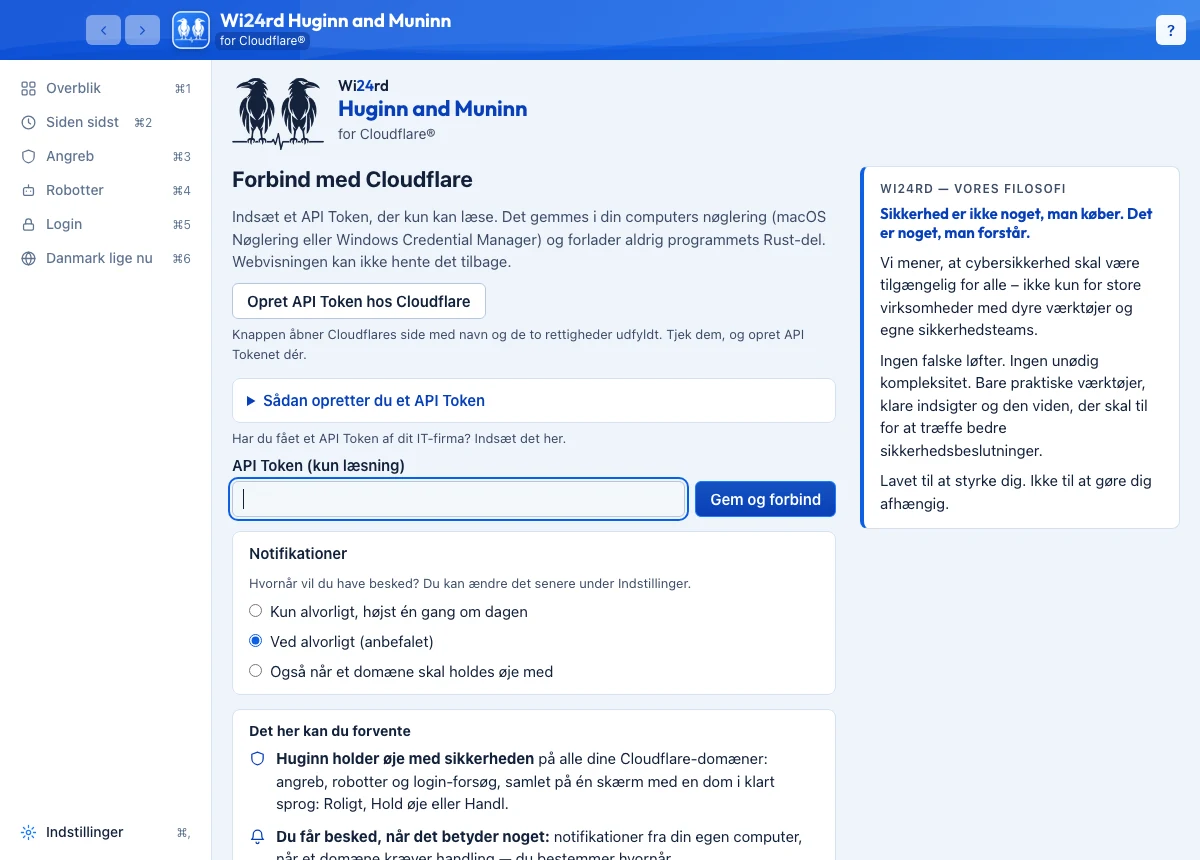 Wi24rd Huginn and Muninn
for Cloudflare®
?
Overblik ⌘1
Siden sidst ⌘2
Angreb ⌘3
Robotter ⌘4
Login ⌘5
Danmark lige nu ⌘6
Indstillinger ⌘,
Wi24rd
Huginn and Muninn
for Cloudflare®
Forbind med Cloudflare
Indsæt et API Token, der kun kan læse. Det gemmes i din computers nøglering (macOS
Nøglering eller Windows Credential Manager) og forlader aldrig programmets Rust-del.
Webvisningen kan ikke hente det tilbage.
Opret API Token hos Cloudflare
Knappen åbner Cloudflares side med navn og de to rettigheder udfyldt. Tjek dem, og opret API
Tokenet dér.
Sådan opretter du et API Token
Har du fået et API Token af dit IT-firma? Indsæt det her.
API Token (kun læsning)
Gem og forbind
Notifikationer
Hvornår vil du have besked? Du kan ændre det senere under Indstillinger.
Kun alvorligt, højst én gang om dagen
Ved alvorligt (anbefalet)
Også når et domæne skal holdes øje med
Det her kan du forvente
Huginn holder øje med sikkerheden på alle dine Cloudflare-domæner:
angreb, robotter og login-forsøg, samlet på én skærm med en dom i klart
sprog: Roligt, Hold øje eller Handl.
Du får besked, når det betyder noget: notifikationer fra din egen computer,
når et domæne kræver handling — du bestemmer hvornår.
WI24RD — VORES FILOSOFI
Sikkerhed er ikke noget, man køber. Det
er noget, man forstår.
Vi mener, at cybersikkerhed skal være
tilgængelig for alle – ikke kun for store
virksomheder med dyre værktøjer og
egne sikkerhedsteams.
Ingen falske løfter. Ingen unødig
kompleksitet. Bare praktiske værktøjer,
klare indsigter og den viden, der skal til
for at træffe bedre
sikkerhedsbeslutninger.
Lavet til at styrke dig. Ikke til at gøre dig
afhængig.